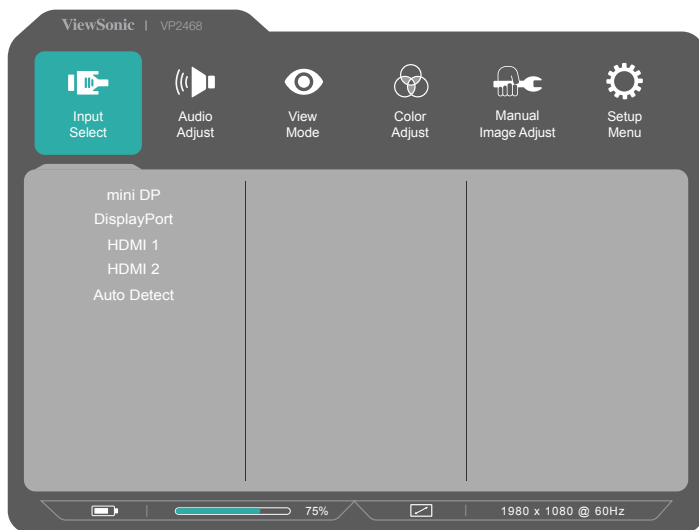 ViewSonic | VP2468
Input
Select
Audio
Adjust
View
Mode
Color
Adjust
Manual
Image Adjust
Setup
Menu
mini DP
DisplayPort
HDMI 1
HDMI 2
Auto Detect
75%
1980 x 1080 @ 60Hz